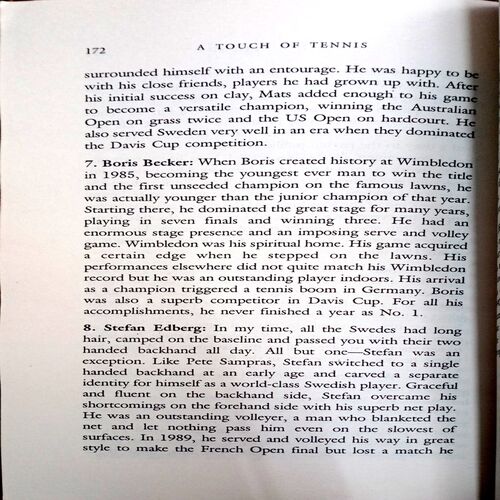 172 A TOUCH OF TENNIS
surrounded himself with an entourage. He was happy to be
with his close friends, players he had grown up with. After
his initial success on clay, Mats added enough to his game
to become a versatile champion, winning the Australian
Open on grass twice and the US Open on hardcourt. He
also served Sweden very well in an era when they dominated
the Davis Cup competition.
7. Boris Becker: When Boris created history at Wimbledon
in 1985, becoming the youngest ever man to win the title
and the first unseeded champion on the famous lawns, he
was actually younger than the junior champion of that year.
Starting there, he dominated the great stage for many years,
playing in seven finals and winning three. He had an
enormous stage presence and an imposing serve and volley
game. Wimbledon was his spiritual home. His game acquired
a certain edge when he stepped on the lawns. His
performances elsewhere did not quite match his Wimbledon
record but he was an outstanding player indoors. His arrival
as a champion triggered a tennis boom in Germany. Boris
was also a superb competitor in Davis Cup. For all his
accomplishments, he never finished a year as No. 1.
8. Stefan Edberg: In my time, all the Swedes had long
hair, camped on the baseline and passed you with their two
handed backhand all day. All but one—Stefan was an
exception. Like Pete Sampras, Stefan switched to a single
handed backhand at an early age and carved a separate
identity for himself as a world-class Swedish player. Graceful
and fluent on the backhand side, Stefan overcame his
shortcomings on the forehand side with his superb net play.
He was an outstanding volleyer, a man who blanketed the
net and let nothing pass him even on the slowest of
surfaces. In 1989, he served and volleyed his way in great
style to make the French Open final but lost a match he